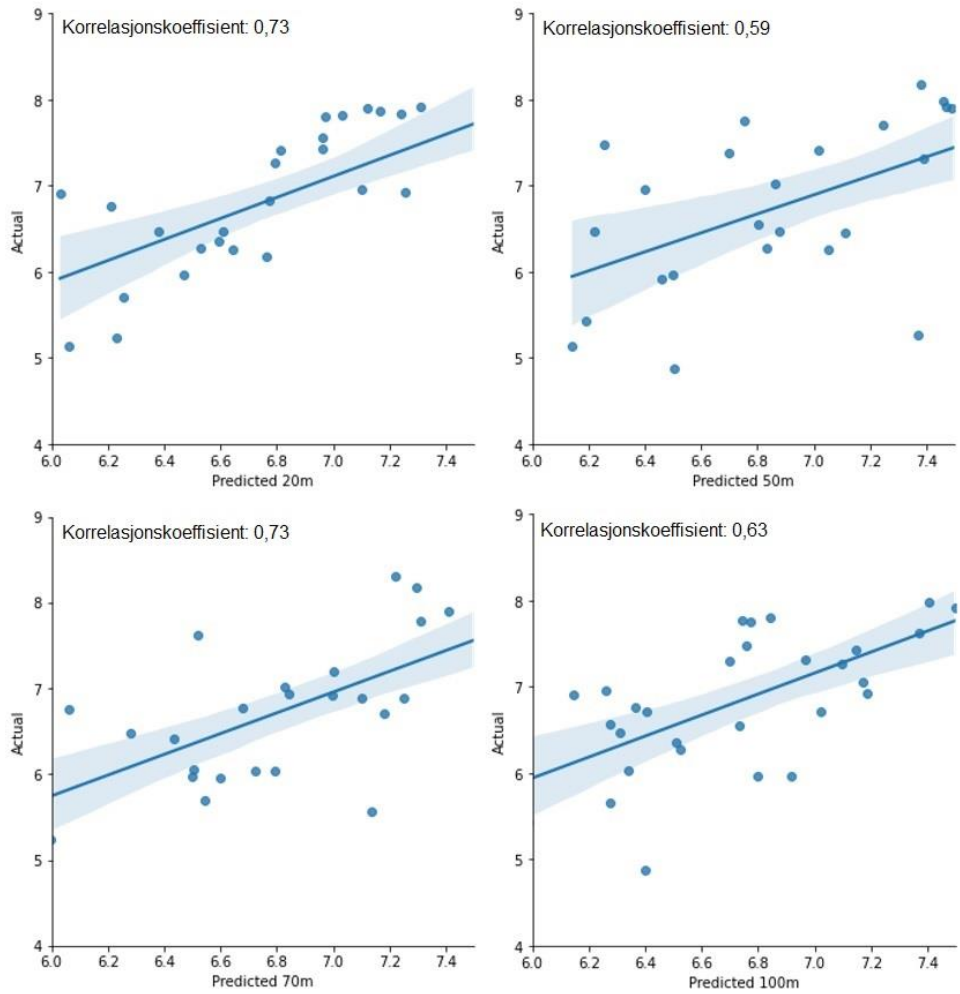 Korrelasjonskoeffisient: 0,73
9
8
7
6
5
4
Actual
6.0 6.2 6.4 6.6 6.8 7.0 7.2 7.4
Predicted 20m
Korrelasjonskoeffisient: 0,59
9
8
7
6
5
4
Actual
6.0 6.2 6.4 6.6 6.8 7.0 7.2 7.4
Predicted 50m
Korrelasjonskoeffisient: 0,73
9
8
7
6
5
4
Actual
6.0 6.2 6.4 6.6 6.8 7.0 7.2 7.4
Predicted 70m
Korrelasjonskoeffisient: 0,63
9
8
7
6
5
4
Actual
6.0 6.2 6.4 6.6 6.8 7.0 7.2 7.4
Predicted 100m